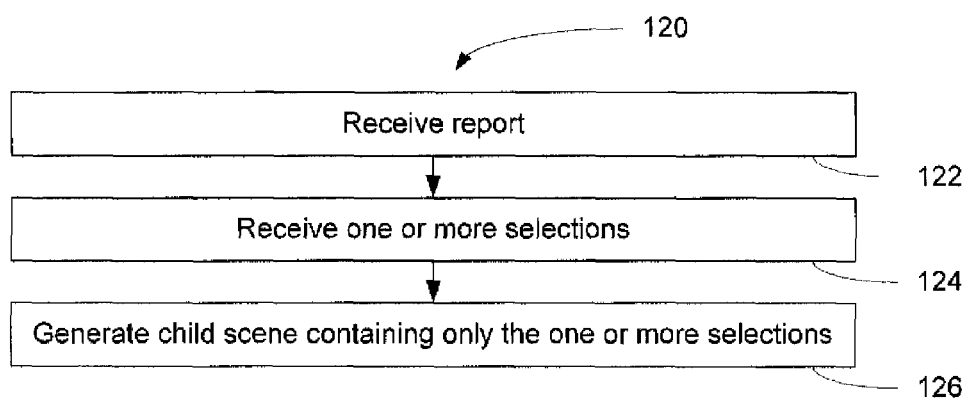 120
Receive report
122
Receive one or more selections
124
Generate child scene containing only the one or more selections
126